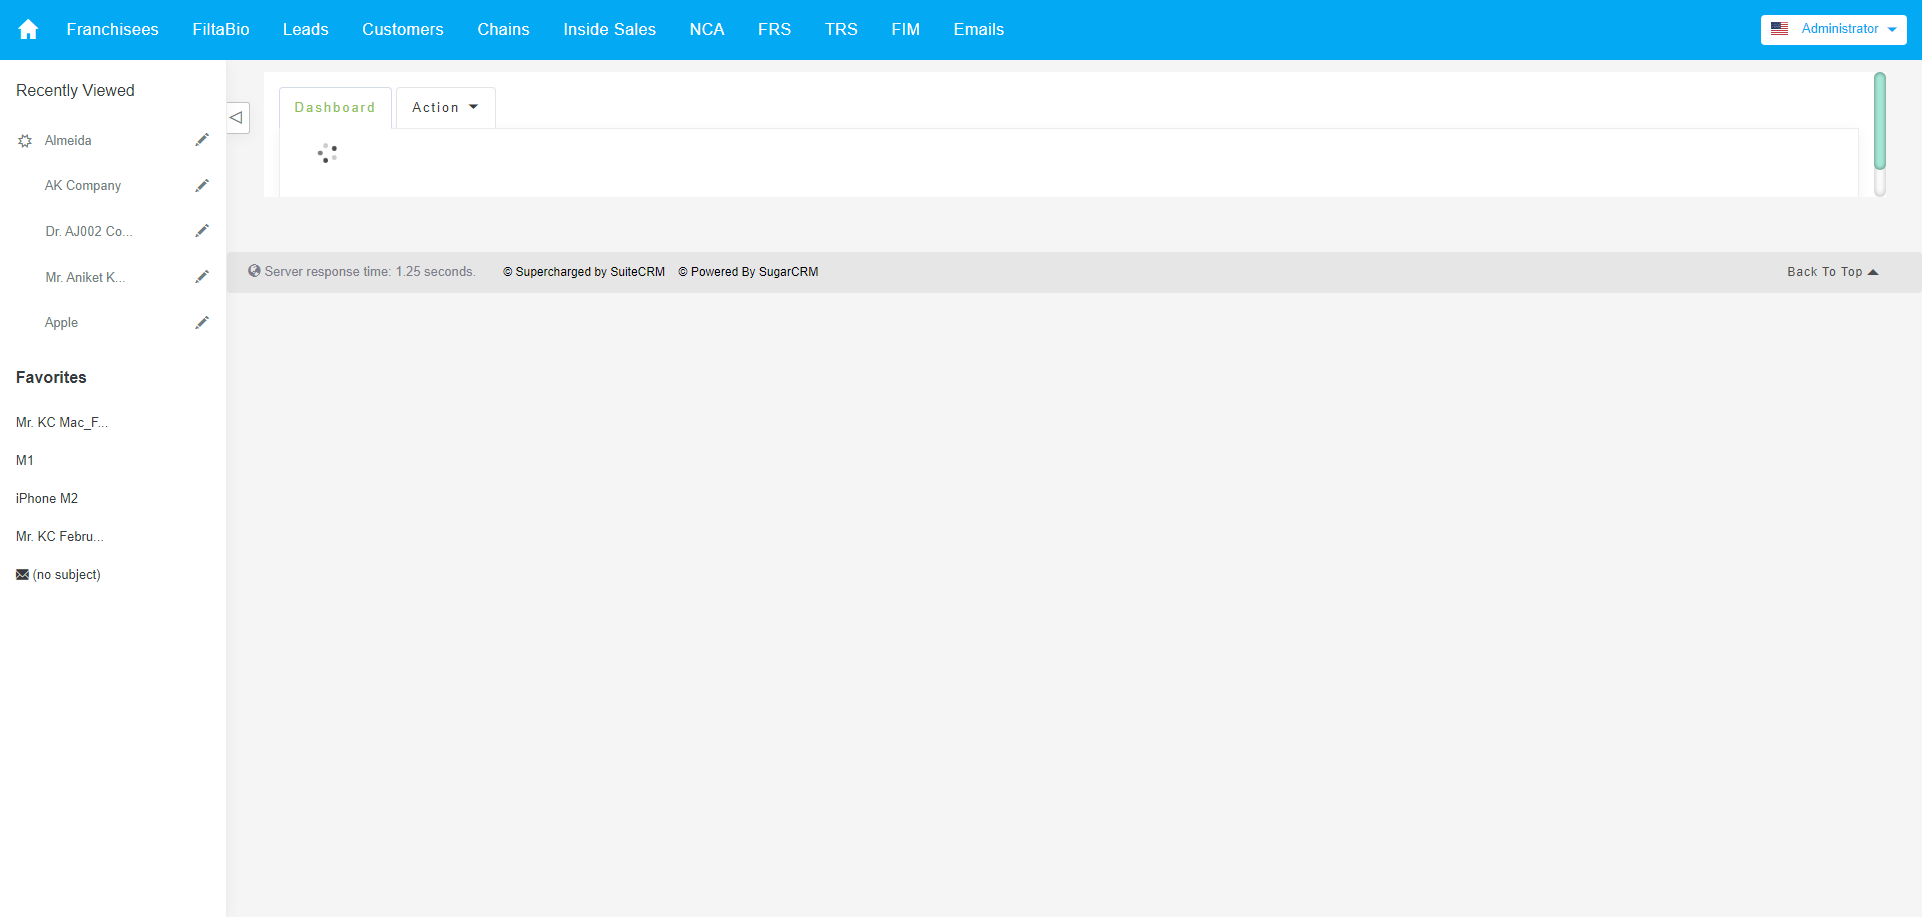 Franchisees FiltaBio Leads Customers Chains Inside Sales NCA FRS TRS FIM Emails Administrator
Recently Viewed
Almeida
AK Company
Dr. AJ002 Co...
Mr. Aniket K...
Apple
Favorites
Mr. KC Mac_F...
M1
iPhone M2
Mr. KC Febru...
(no subject)
Dashboard Action
Server response time: 1.25 seconds. © Supercharged by SuiteCRM © Powered By SugarCRM Back To Top